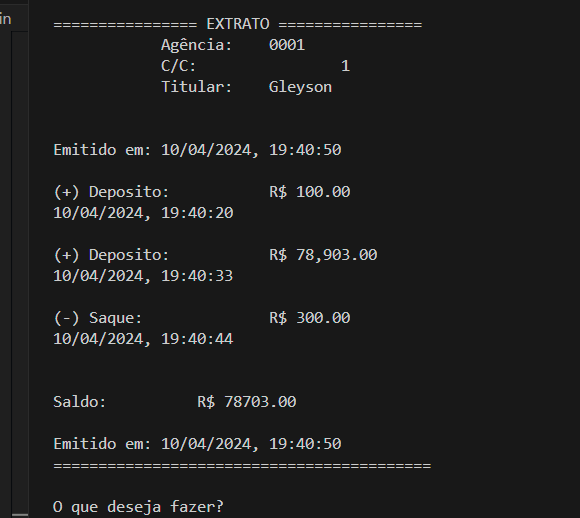 in
================ EXTRATO ================
Agência: 0001
C/C: 1
Titular: Gleyson
Emitido em: 10/04/2024, 19:40:50
(+) Deposito: R$ 100.00
10/04/2024, 19:40:20
(+) Deposito: R$ 78,903.00
10/04/2024, 19:40:33
(-) Saque: R$ 300.00
10/04/2024, 19:40:44
Saldo: R$ 78703.00
Emitido em: 10/04/2024, 19:40:50
==========================================
O que deseja fazer?